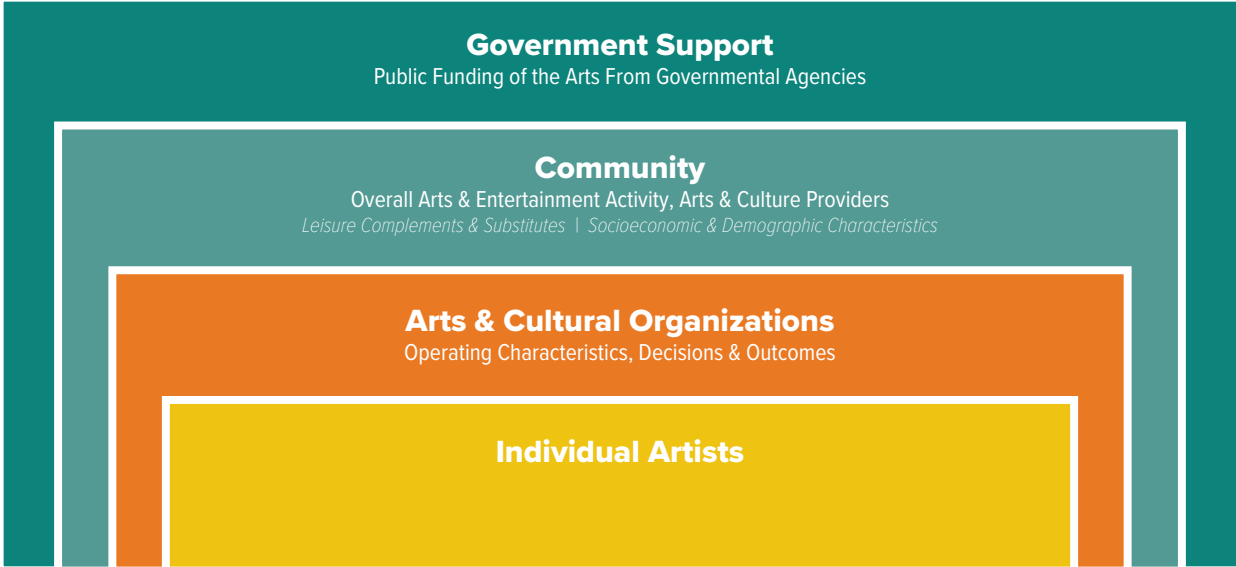 Government Support
Public Funding of the Arts From Governmental Agencies
Community
Overall Arts & Entertainment Activity, Arts & Culture Providers
Leisure Complements & Substitutes | Socioeconomic & Demographic Characteristics
Arts & Cultural Organizations
Operating Characteristics, Decisions & Outcomes
Individual Artists